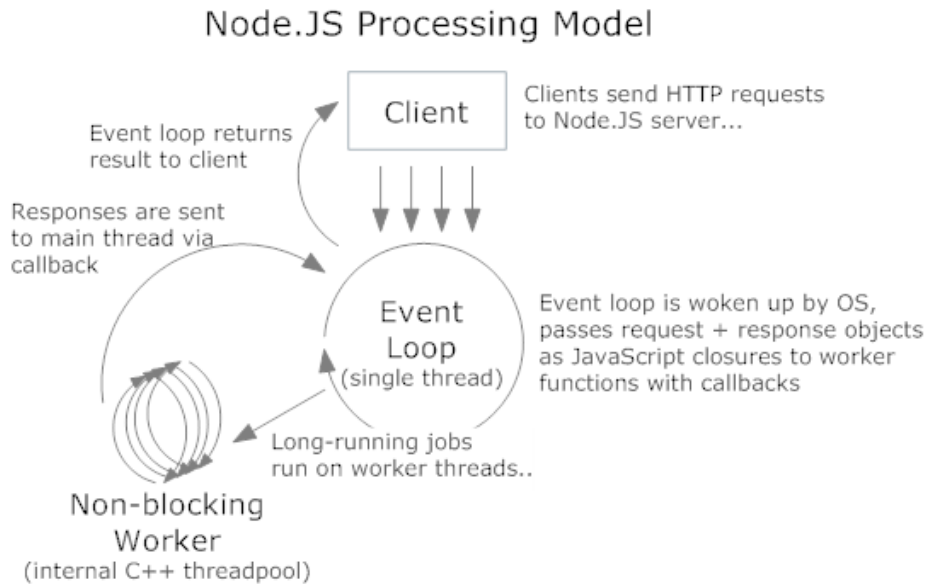 Node.JS Processing Model
Client
Clients send HTTP requests
to Node.JS server...
Event loop returns
result to client
Responses are sent
to main thread via
callback
Event
Loop
(single thread)
Event loop is woken up by OS,
passes request + response objects
as JavaScript closures to worker
functions with callbacks
Long-running jobs
run on worker threads..
Non-blocking
Worker
(internal C++ threadpool)